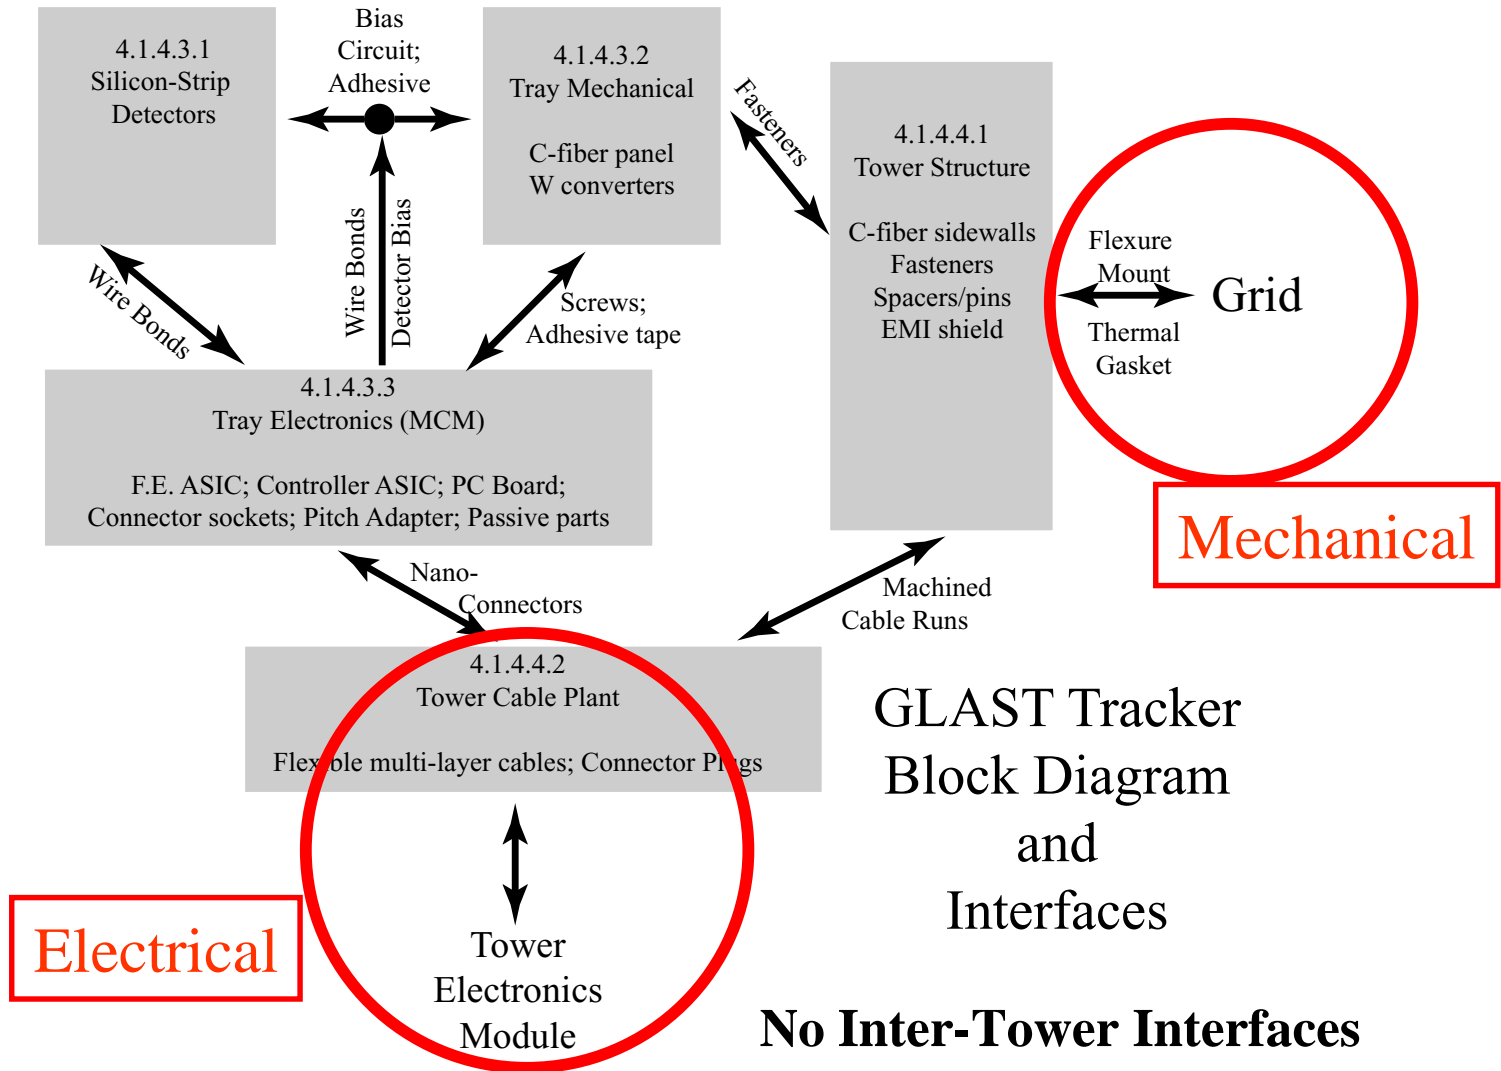 4.1.4.3.1
Silicon-Strip
Detectors
Bias
Circuit;
Adhesive
4.1.4.3.2
Tray Mechanical
C-fiber panel
W converters
Fasteners
4.1.4.4.1
Tower Structure
C-fiber sidewalls
Fasteners
Spacers/pins
EMI shield
Flexure
Mount
Thermal
Gasket
Grid
Mechanical
Wire Bonds
Wire Bonds
Detector Bias
Screws;
Adhesive tape
4.1.4.3.3
Tray Electronics (MCM)
F.E. ASIC; Controller ASIC; PC Board;
Connector sockets; Pitch Adapter; Passive parts
Nano-
Connectors
Machined
Cable Runs
4.1.4.4.2
Tower Cable Plant
Flexible multi-layer cables; Connector Plugs
Electrical
Tower
Electronics
Module
GLAST Tracker
Block Diagram
and
Interfaces
No Inter-Tower Interfaces